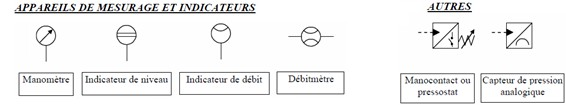 APPAREILS DE MESURAGE ET INDICATEURS
AUTRES
Manomètre
Indicateur de niveau
Indicateur de débit
Débitmètre
Manocontact ou
pressostat
Capteur de pression
analogique